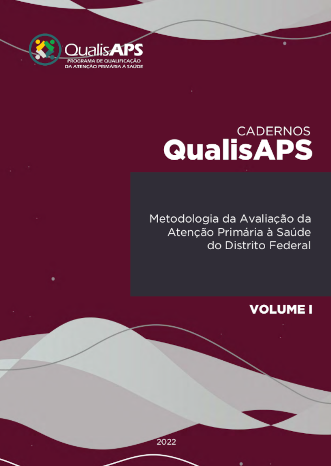 QualisAPS
PROGRAMA DE QUALIFICAÇÃO
DA ATENÇÃO PRIMÁRIA À SAÚDE
CADERNOS
QualisAPS
Metodologia da Avaliação da
Atenção Primária à Saúde
do Distrito Federal
VOLUME I
2022